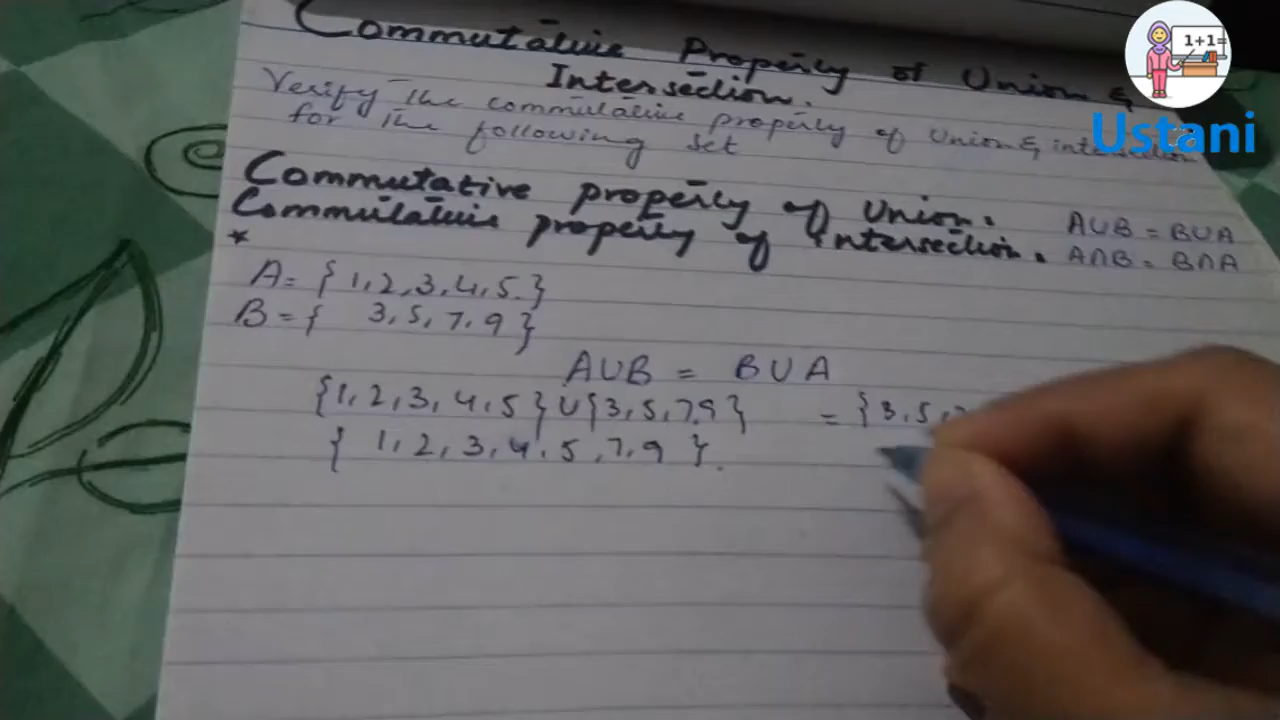 Commutative Property of Union &
Intersection.
Verify the commutative property of Union & intersection
for the following set
Commutative property of Union. A∪B = B∪A
Commutative property of Intersection. A∩B = B∩A
*
A = { 1, 2, 3, 4, 5. }
B = { 3, 5, 7, 9 }
A∪B = B∪A
{1, 2, 3, 4, 5 } ∪ {3, 5, 7, 9 } = { 3, 5,
{ 1, 2, 3, 4, 5, 7, 9 }.
1+1=
Ustani